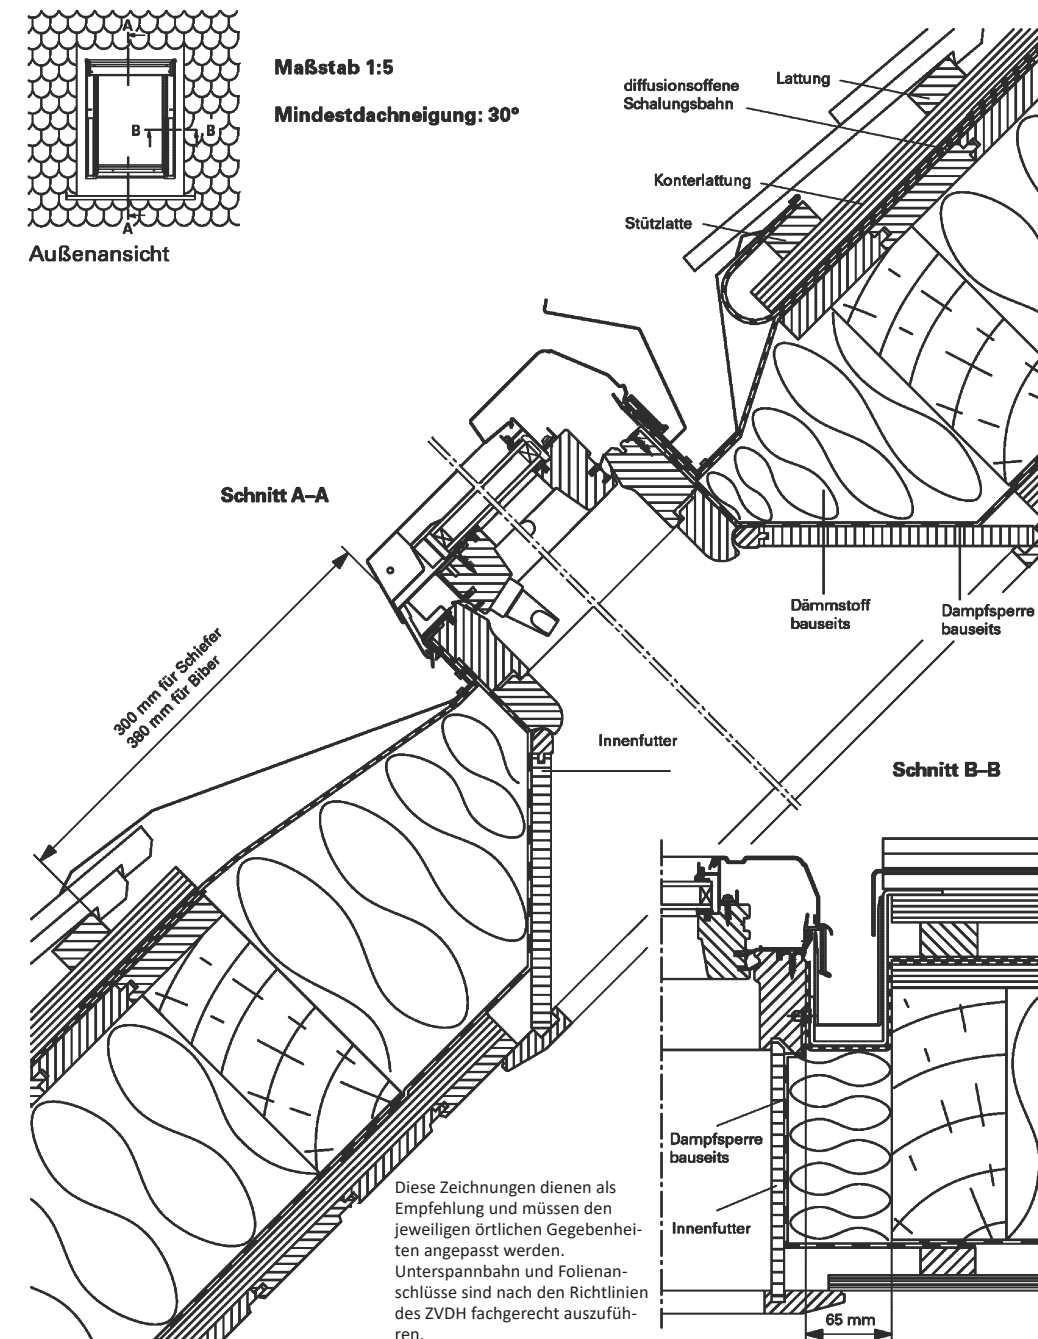 A
B
B
A
Außenansicht
Maßstab 1:5
Mindestdachneigung: 30°
diffusionsoffene
Schalungsbahn
Lattung
Konterlattung
Stützlatte
Schnitt A–A
300 mm für Schiefer
380 mm für Biber
Dämmstoff
bauseits
Dampfsperre
bauseits
Innenfutter
Schnitt B–B
Dampfsperre
bauseits
Innenfutter
65 mm
Diese Zeichnungen dienen als
Empfehlung und müssen den
jeweiligen örtlichen Gegebenhei-
ten angepasst werden.
Unterspannbahn und Folienan-
schlüsse sind nach den Richtlinien
des ZVDH fachgerecht auszufüh-
ren.